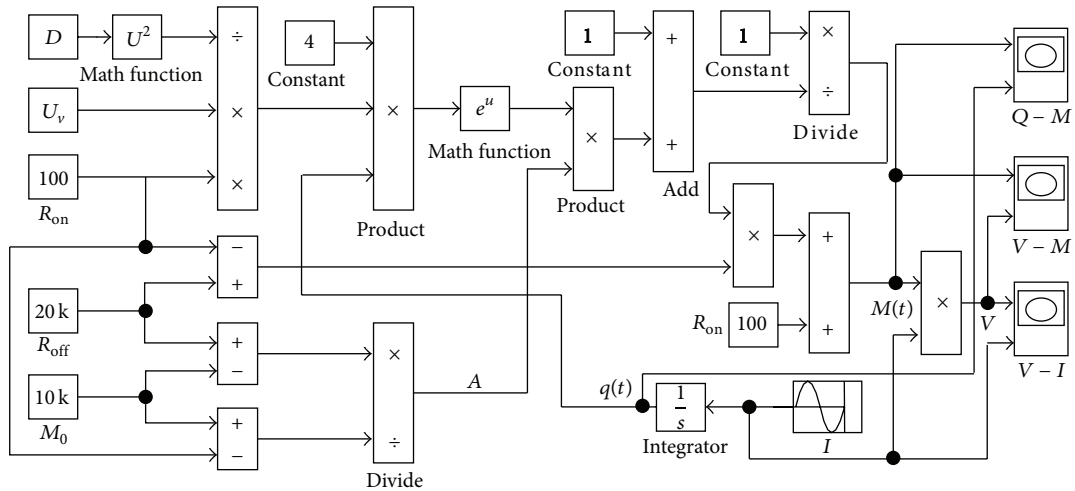 D
U²
÷
Math function
U_v
×
100
×
R_on
4
Constant
×
Product
e^u
Math function
1
Constant
×
Product
+
+
Add
1
Constant
×
÷
Divide
Q – M
V – M
V – I
−
+
20 k
R_off
+
−
10 k
M_0
+
−
×
÷
Divide
A
×
R_on
100
+
+
M(t)
×
V
q(t)
1
s
Integrator
I